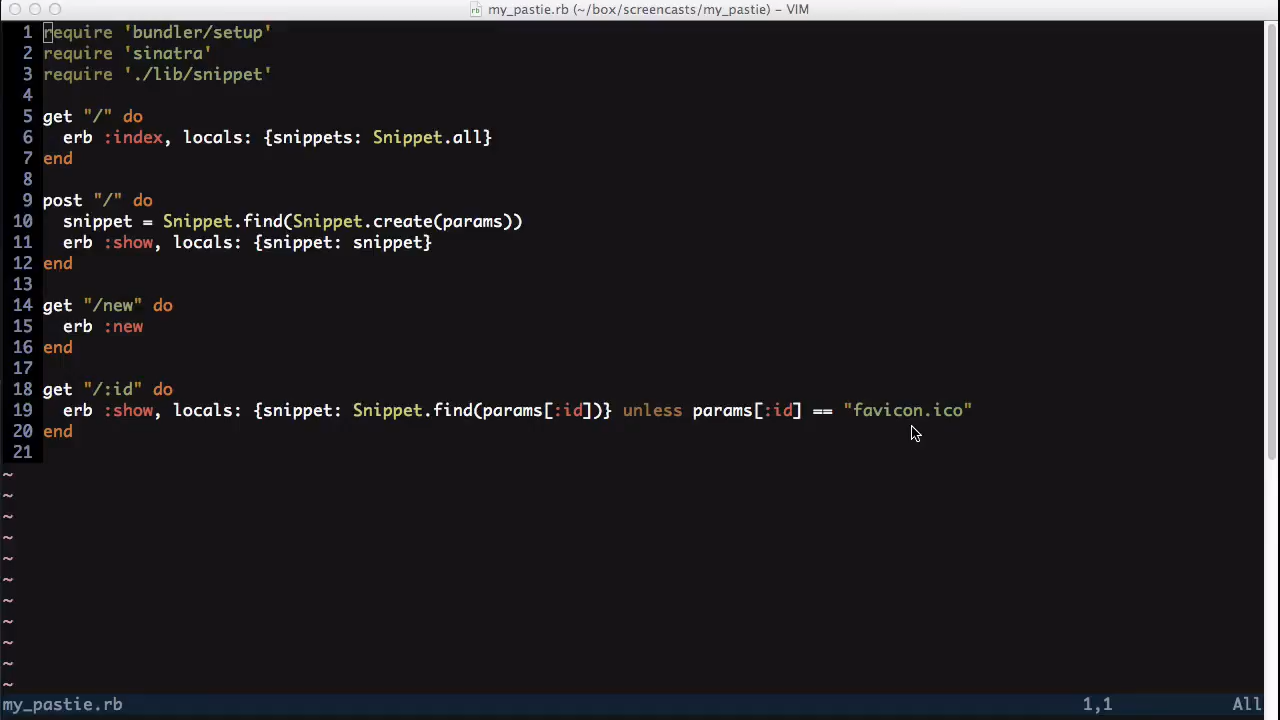 my_pastie.rb (~/box/screencasts/my_pastie) – VIM
1 require 'bundler/setup'
2 require 'sinatra'
3 require './lib/snippet'
4
5 get "/" do
6   erb :index, locals: {snippets: Snippet.all}
7 end
8
9 post "/" do
10   snippet = Snippet.find(Snippet.create(params))
11   erb :show, locals: {snippet: snippet}
12 end
13
14 get "/new" do
15   erb :new
16 end
17
18 get "/:id" do
19   erb :show, locals: {snippet: Snippet.find(params[:id])} unless params[:id] == "favicon.ico"
20 end
21
~
~
~
~
~
~
~
~
~
~
~
my_pastie.rb 1,1 All